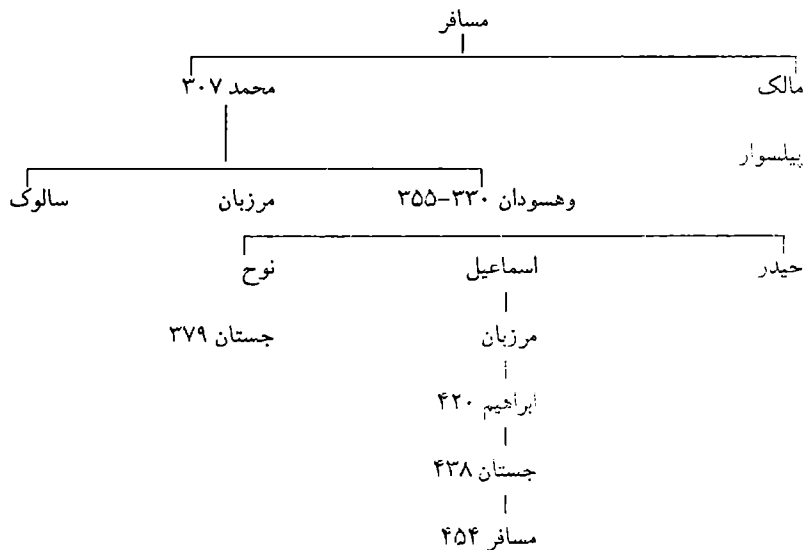 مسافر
مالک محمد ۳۰۷
پیلسوار
وهسودان ۳۳۰-۳۵۵ مرزبان سالوک
حیدر اسماعیل نوح
مرزبان جستان ۳۷۹
ابراهیم ۴۲۰
جستان ۴۳۸
مسافر ۴۵۴